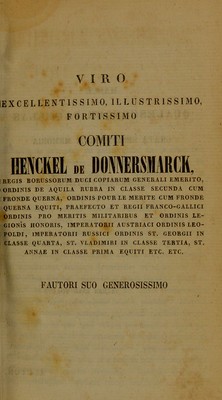 VIRO
EXCELLENTISSIMO, ILLUSTRISSIMO,
FORTISSIMO
COMITI
HENCKEL DE DONNERSMARCK,
REGIS BORUSSORUM DUCI COPIARUM GENERALI EMERITO,
ORDINIS DE AQUILA RUBRA IN CLASSE SECUNDA CUM
FRONDE QUERNA, ORDINIS POUR LE MERITE CUM FRONDE
QUERNA EQUITI, PRAEFECTO ET REGII FRANCO-GALLICI
ORDINIS PRO MERITIS MILITARIBUS ET ORDINIS LE-
GIONIS HONORIS, IMPERATORII AUSTRIACI ORDINIS LEO-
POLDI, IMPERATORII RUSSICI ORDINIS ST. GEORGII IN
CLASSE QUARTA, ST. VLADIMIRI IN CLASSE TERTIA, ST.
ANNAE IN CLASSE PRIMA EQUITI ETC. ETC.
FAUTORI SUO GENEROSISSIMO